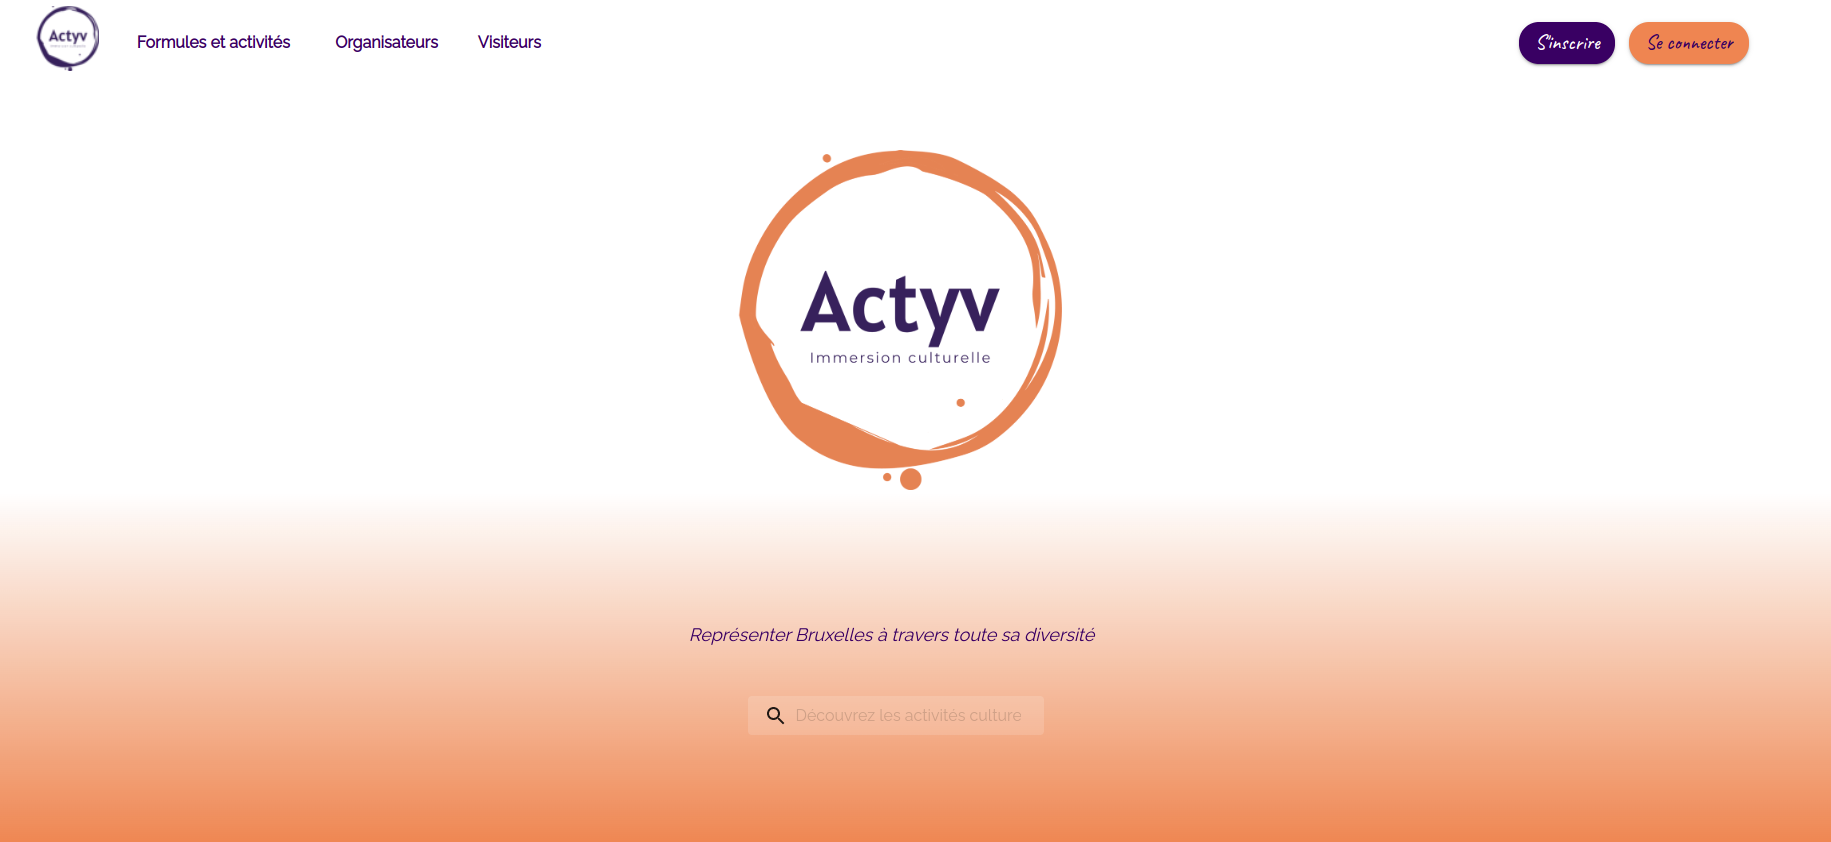 Actyv
Formules et activités
Organisateurs
Visiteurs
S'inscrire
Se connecter
Actyv
Immersion culturelle
Représenter Bruxelles à travers toute sa diversité
Découvrez les activités culture